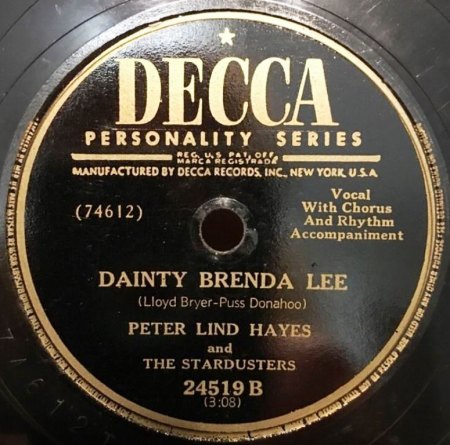 DECCA
PERSONALITY SERIES
REG. U.S. PAT. OFF.
MARCA REGISTRADA
MANUFACTURED BY DECCA RECORDS, INC., NEW YORK, U.S.A.
(74612)
Vocal
With Chorus
And Rhythm
Accompaniment
DAINTY BRENDA LEE
(Lloyd Bryer-Puss Donahoo)
PETER LIND HAYES
and
THE STARDUSTERS
24519 B
(3:08)